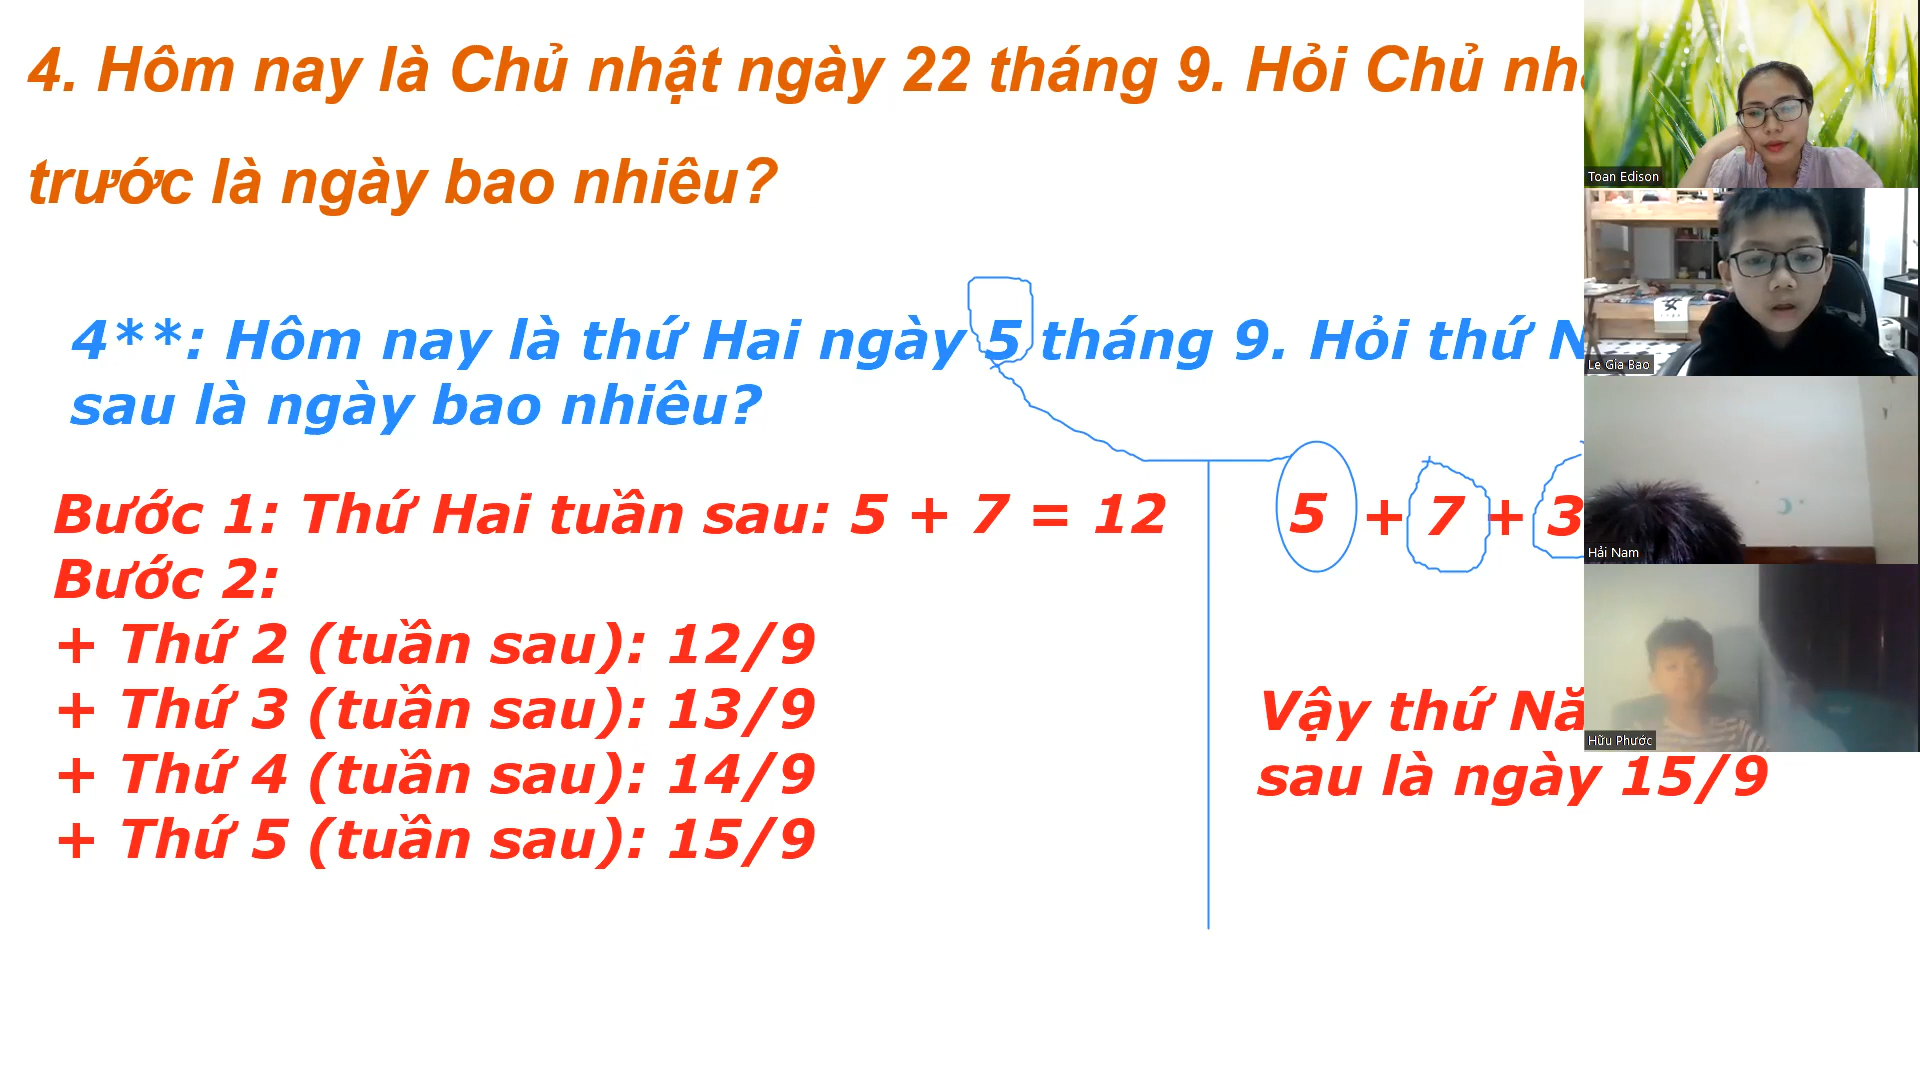 4. Hôm nay là Chủ nhật ngày 22 tháng 9. Hỏi Chủ
trước là ngày bao nhiêu?
4**: Hôm nay là thứ Hai ngày 5 tháng 9. Hỏi thứ
sau là ngày bao nhiêu?
Bước 1: Thứ Hai tuần sau: 5 + 7 = 12
Bước 2:
+ Thứ 2 (tuần sau): 12/9
+ Thứ 3 (tuần sau): 13/9
+ Thứ 4 (tuần sau): 14/9
+ Thứ 5 (tuần sau): 15/9
5 + 7 + 3
Vậy thứ
sau là ngày 15/9
Toan Edison
Le Gia Bao
Hải Nam
Hữu Phước